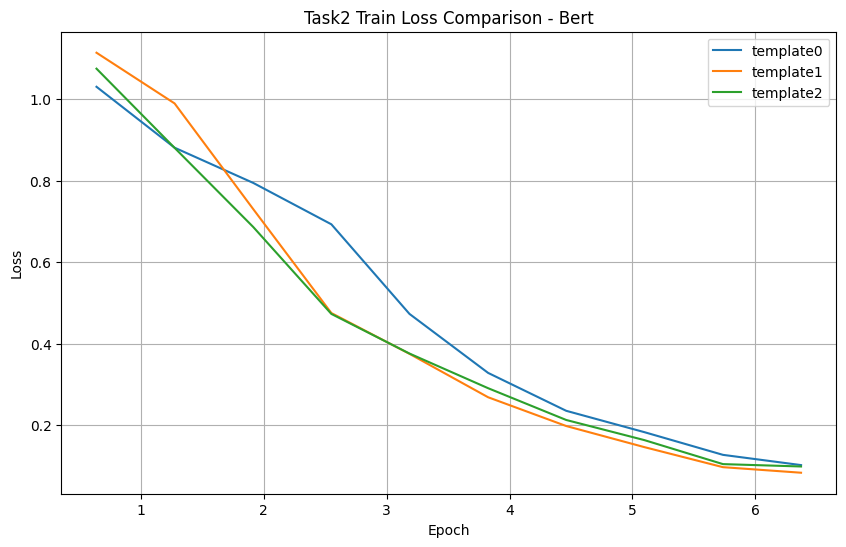 Task2 Train Loss Comparison - Bert
template0
template1
template2
Loss
1.0
0.8
0.6
0.4
0.2
1
2
3
4
5
6
Epoch